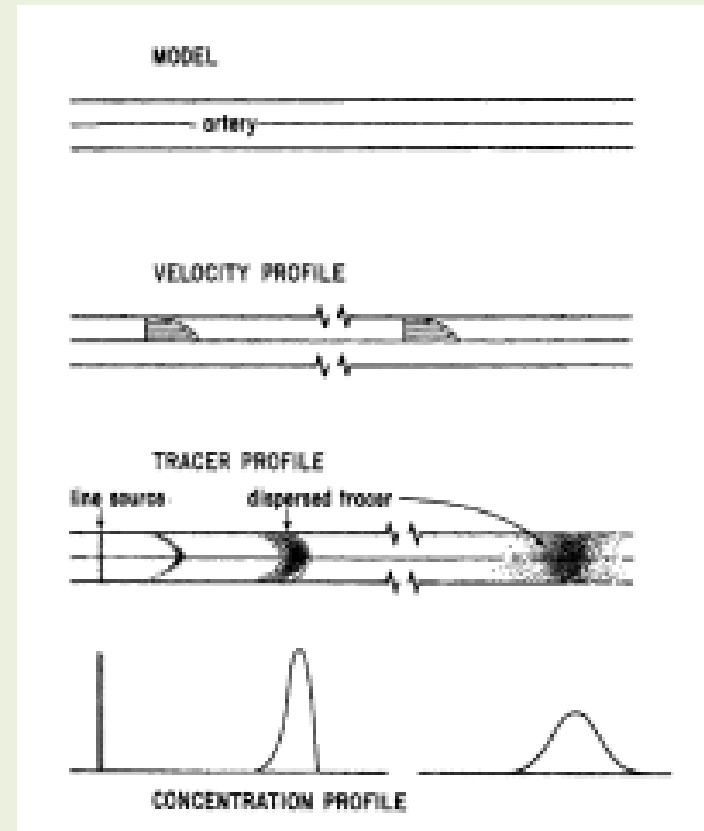 MODEL
artery
VELOCITY PROFILE
TRACER PROFILE
line source dispersed tracer
CONCENTRATION PROFILE